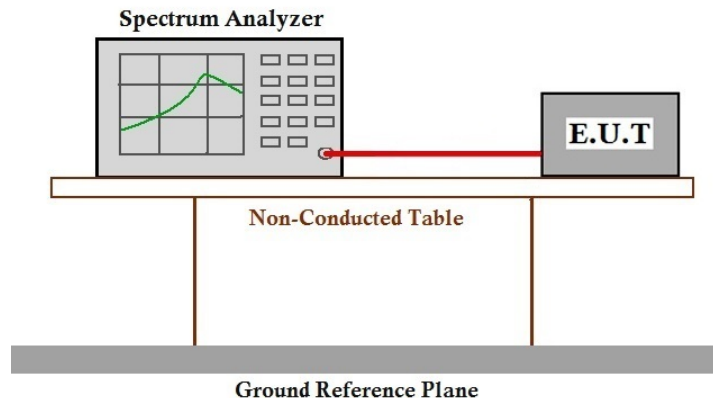 Spectrum Analyzer
E.U.T
Non-Conducted Table
Ground Reference Plane